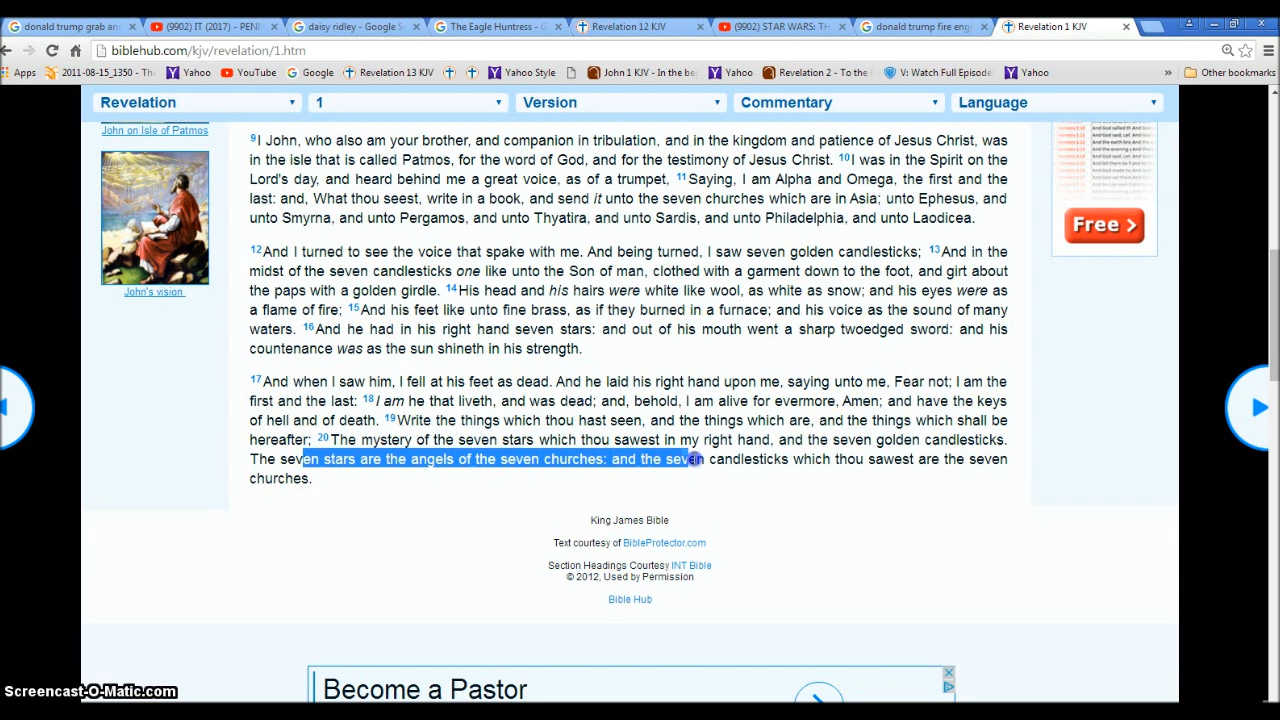 donald trump grab an
(9902) IT (2017) - PENN
daisy ridley - Google S
The Eagle Huntress - G
Revelation 12 KJV
(9902) STAR WARS: TH
donald trump fire engi
Revelation 1 KJV
biblehub.com/kjv/revelation/1.htm
Apps
2011-08-15_1350 - Th
Yahoo
YouTube
Google
Revelation 13 KJV
Yahoo Style
John 1 KJV - In the be
Yahoo
Revelation 2 - To the
V: Watch Full Episode
Yahoo
»
Other bookmarks
Revelation
1
Version
Commentary
Language
John on Isle of Patmos
John's vision
9I John, who also am your brother, and companion in tribulation, and in the kingdom and patience of Jesus Christ, was
in the isle that is called Patmos, for the word of God, and for the testimony of Jesus Christ. 10I was in the Spirit on the
Lord's day, and heard behind me a great voice, as of a trumpet, 11Saying, I am Alpha and Omega, the first and the
last: and, What thou seest, write in a book, and send it unto the seven churches which are in Asia; unto Ephesus, and
unto Smyrna, and unto Pergamos, and unto Thyatira, and unto Sardis, and unto Philadelphia, and unto Laodicea.
12And I turned to see the voice that spake with me. And being turned, I saw seven golden candlesticks; 13And in the
midst of the seven candlesticks one like unto the Son of man, clothed with a garment down to the foot, and girt about
the paps with a golden girdle. 14His head and his hairs were white like wool, as white as snow; and his eyes were as
a flame of fire; 15And his feet like unto fine brass, as if they burned in a furnace; and his voice as the sound of many
waters. 16And he had in his right hand seven stars: and out of his mouth went a sharp twoedged sword: and his
countenance was as the sun shineth in his strength.
17And when I saw him, I fell at his feet as dead. And he laid his right hand upon me, saying unto me, Fear not; I am the
first and the last: 18I am he that liveth, and was dead; and, behold, I am alive for evermore, Amen; and have the keys
of hell and of death. 19Write the things which thou hast seen, and the things which are, and the things which shall be
hereafter; 20The mystery of the seven stars which thou sawest in my right hand, and the seven golden candlesticks.
The seven stars are the angels of the seven churches: and the seven candlesticks which thou sawest are the seven
churches.
Free >
King James Bible
Text courtesy of BibleProtector.com
Section Headings Courtesy INT Bible
© 2012, Used by Permission
Bible Hub
Become a Pastor
Screencast-O-Matic.com